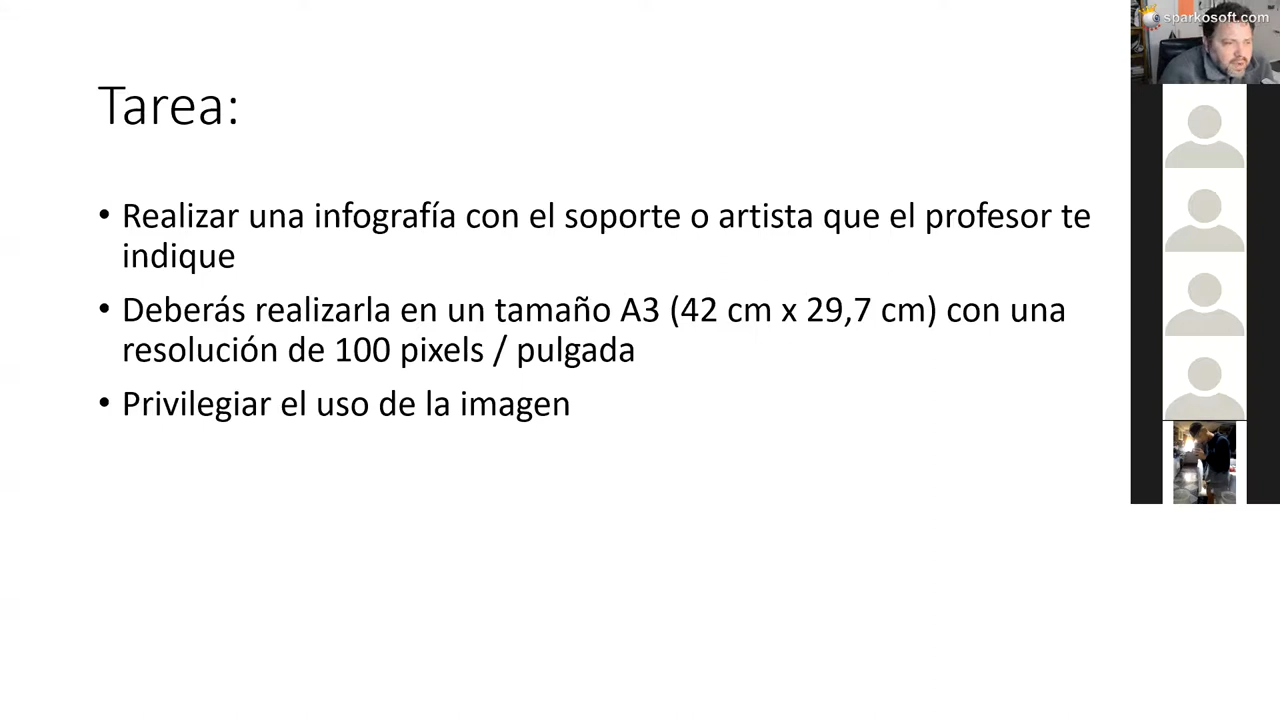 sparkosoft.com
Tarea:
• Realizar una infografía con el soporte o artista que el profesor te
indique
• Deberás realizarla en un tamaño A3 (42 cm x 29,7 cm) con una
resolución de 100 pixels / pulgada
• Privilegiar el uso de la imagen